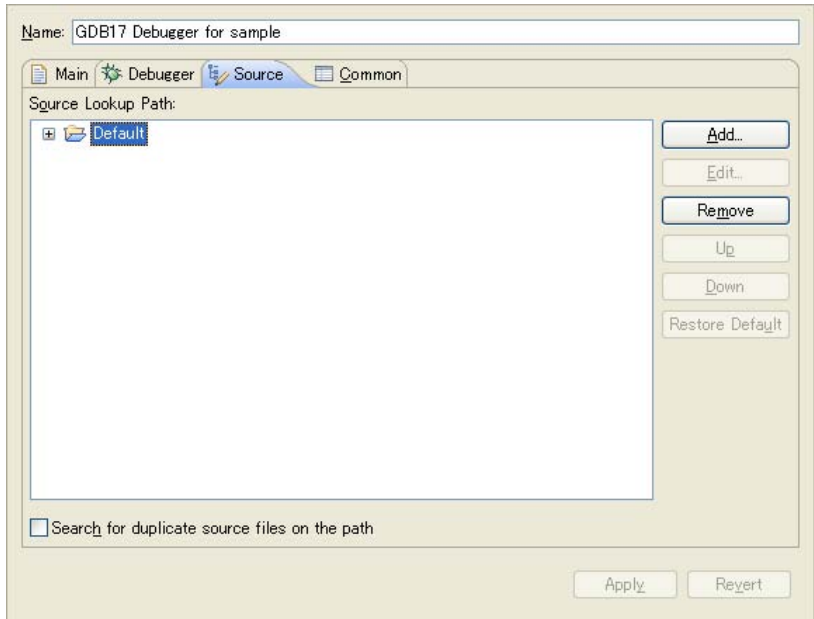 Name: GDB17 Debugger for sample
Main Debugger Source Common
Source Lookup Path:
Default
Add...
Edit...
Remove
Up
Down
Restore Default
Search for duplicate source files on the path
Apply Revert